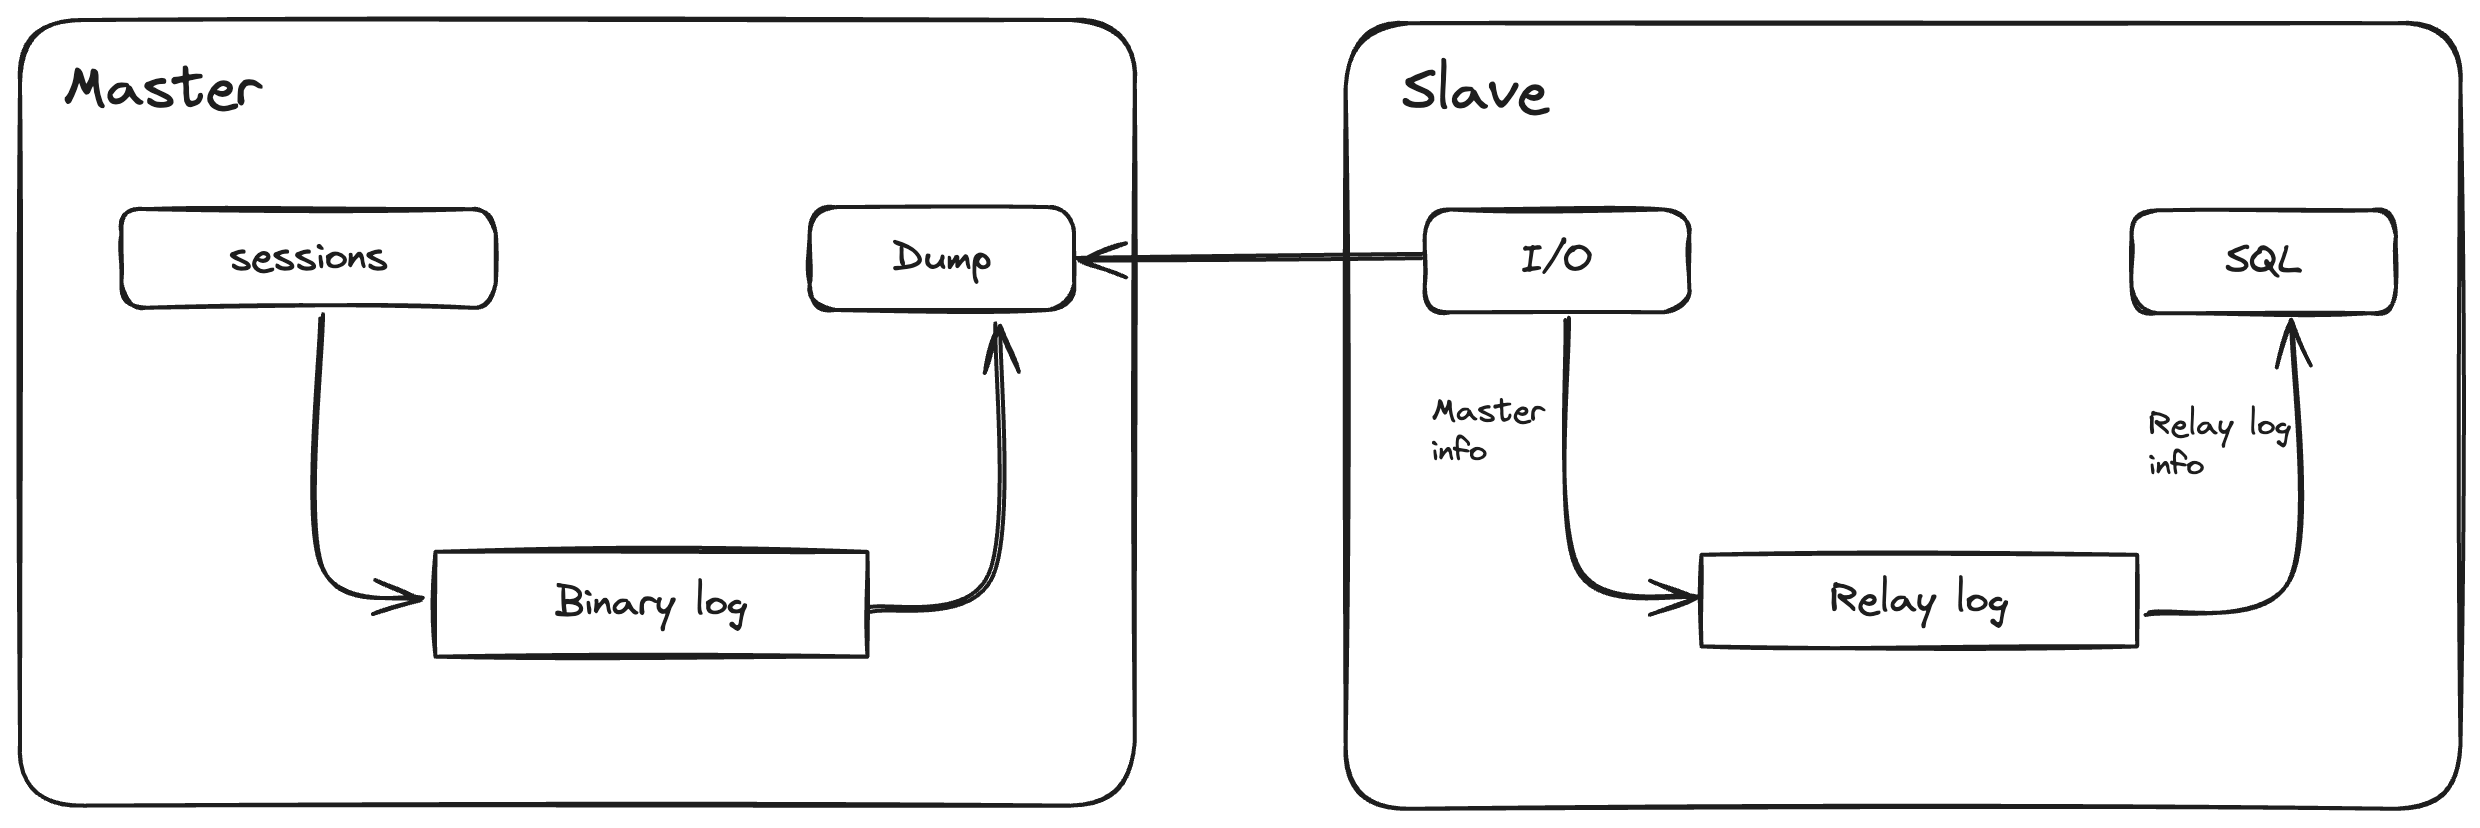 Master
sessions
Dump
Binary log
Slave
I/O
SQL
Master
info
Relay log
info
Relay log